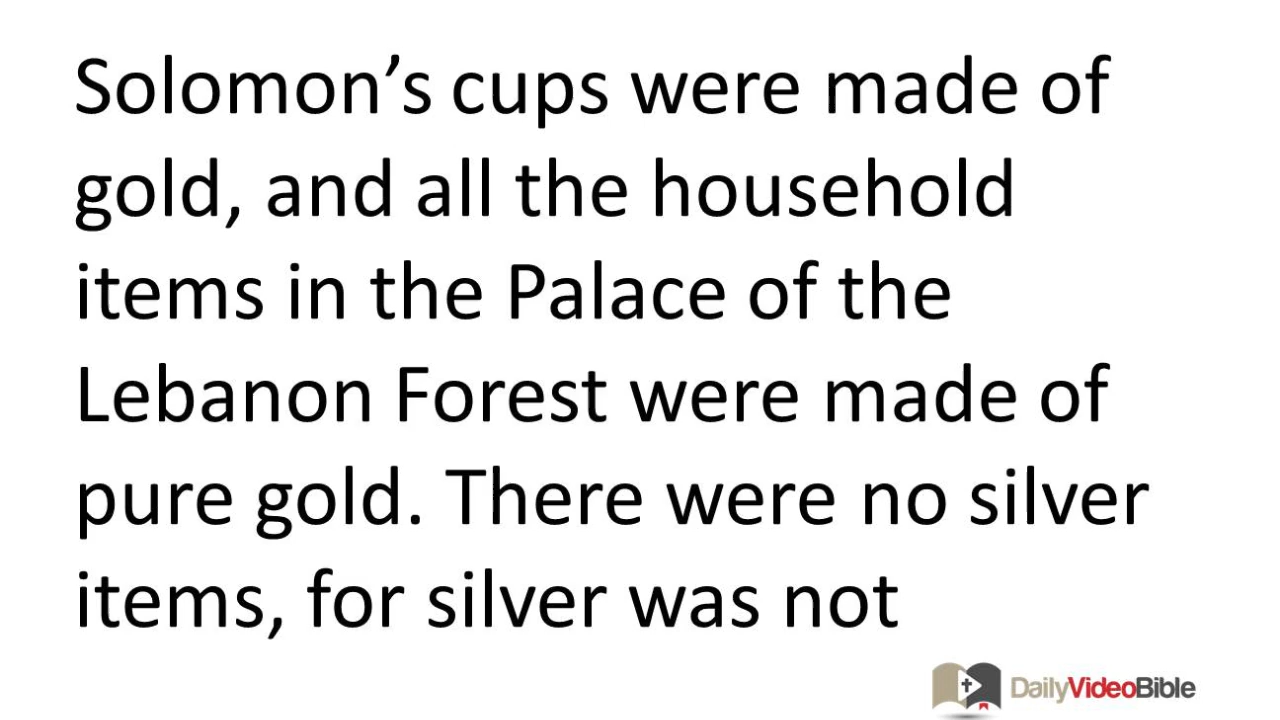 Solomon’s cups were made of
gold, and all the household
items in the Palace of the
Lebanon Forest were made of
pure gold. There were no silver
items, for silver was not
DailyVideoBible